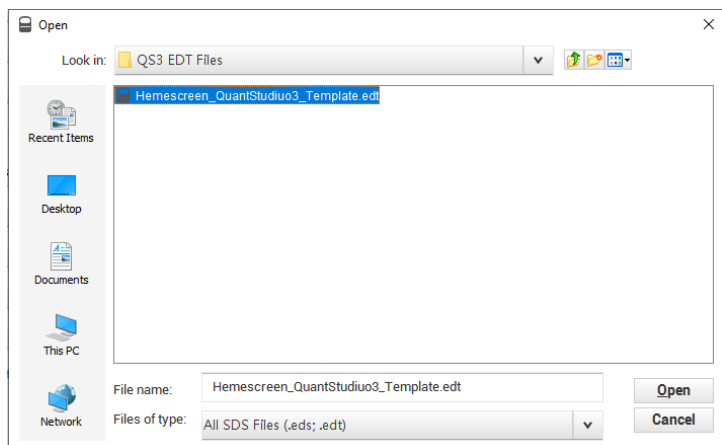 Open
Look in: QS3 EDT Files
Hemescreen_QuantStudiuo3_Template.edt
Recent Items
Desktop
Documents
This PC
Network
File name: Hemescreen_QuantStudiuo3_Template.edt
Open
Files of type: All SDS Files (.eds; .edt)
Cancel